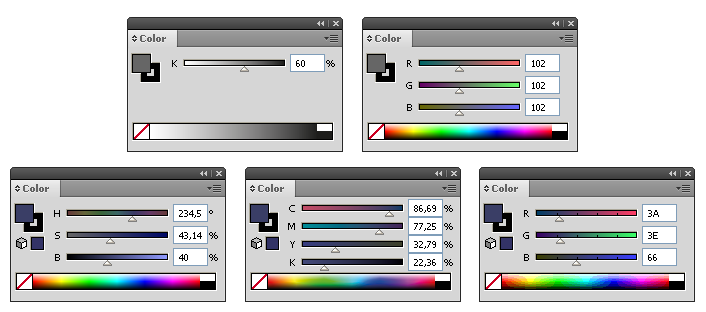 Color
K 60 %
Color
R 102
G 102
B 102
Color
H 234,5 °
S 43,14 %
B 40 %
Color
C 86,69 %
M 77,25 %
Y 32,79 %
K 22,36 %
Color
R 3A
G 3E
B 66